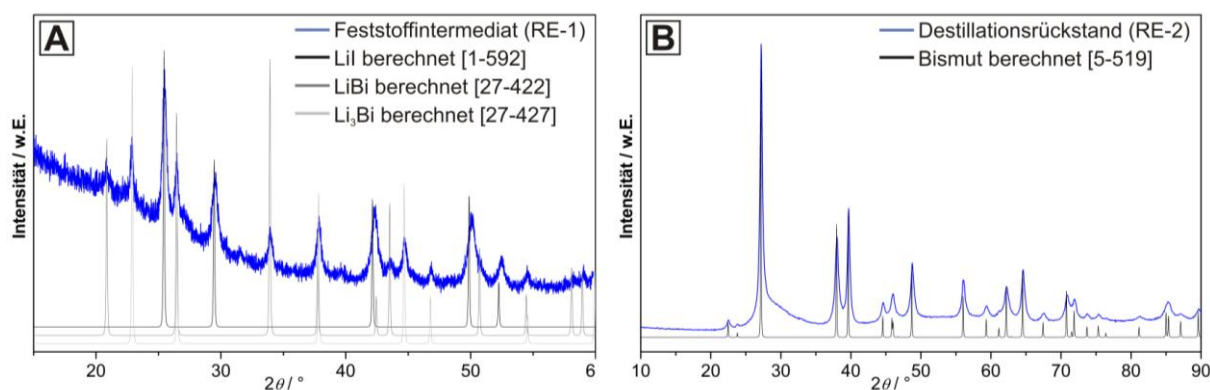 A
Feststoffintermediat (RE-1)
LiI berechnet [1-592]
LiBi berechnet [27-422]
Li₃Bi berechnet [27-427]
Intensität / w.E.
20 30 40 50 6
2θ / °
B
Destillationsrückstand (RE-2)
Bismut berechnet [5-519]
Intensität / w.E.
10 20 30 40 50 60 70 80 90
2θ / °